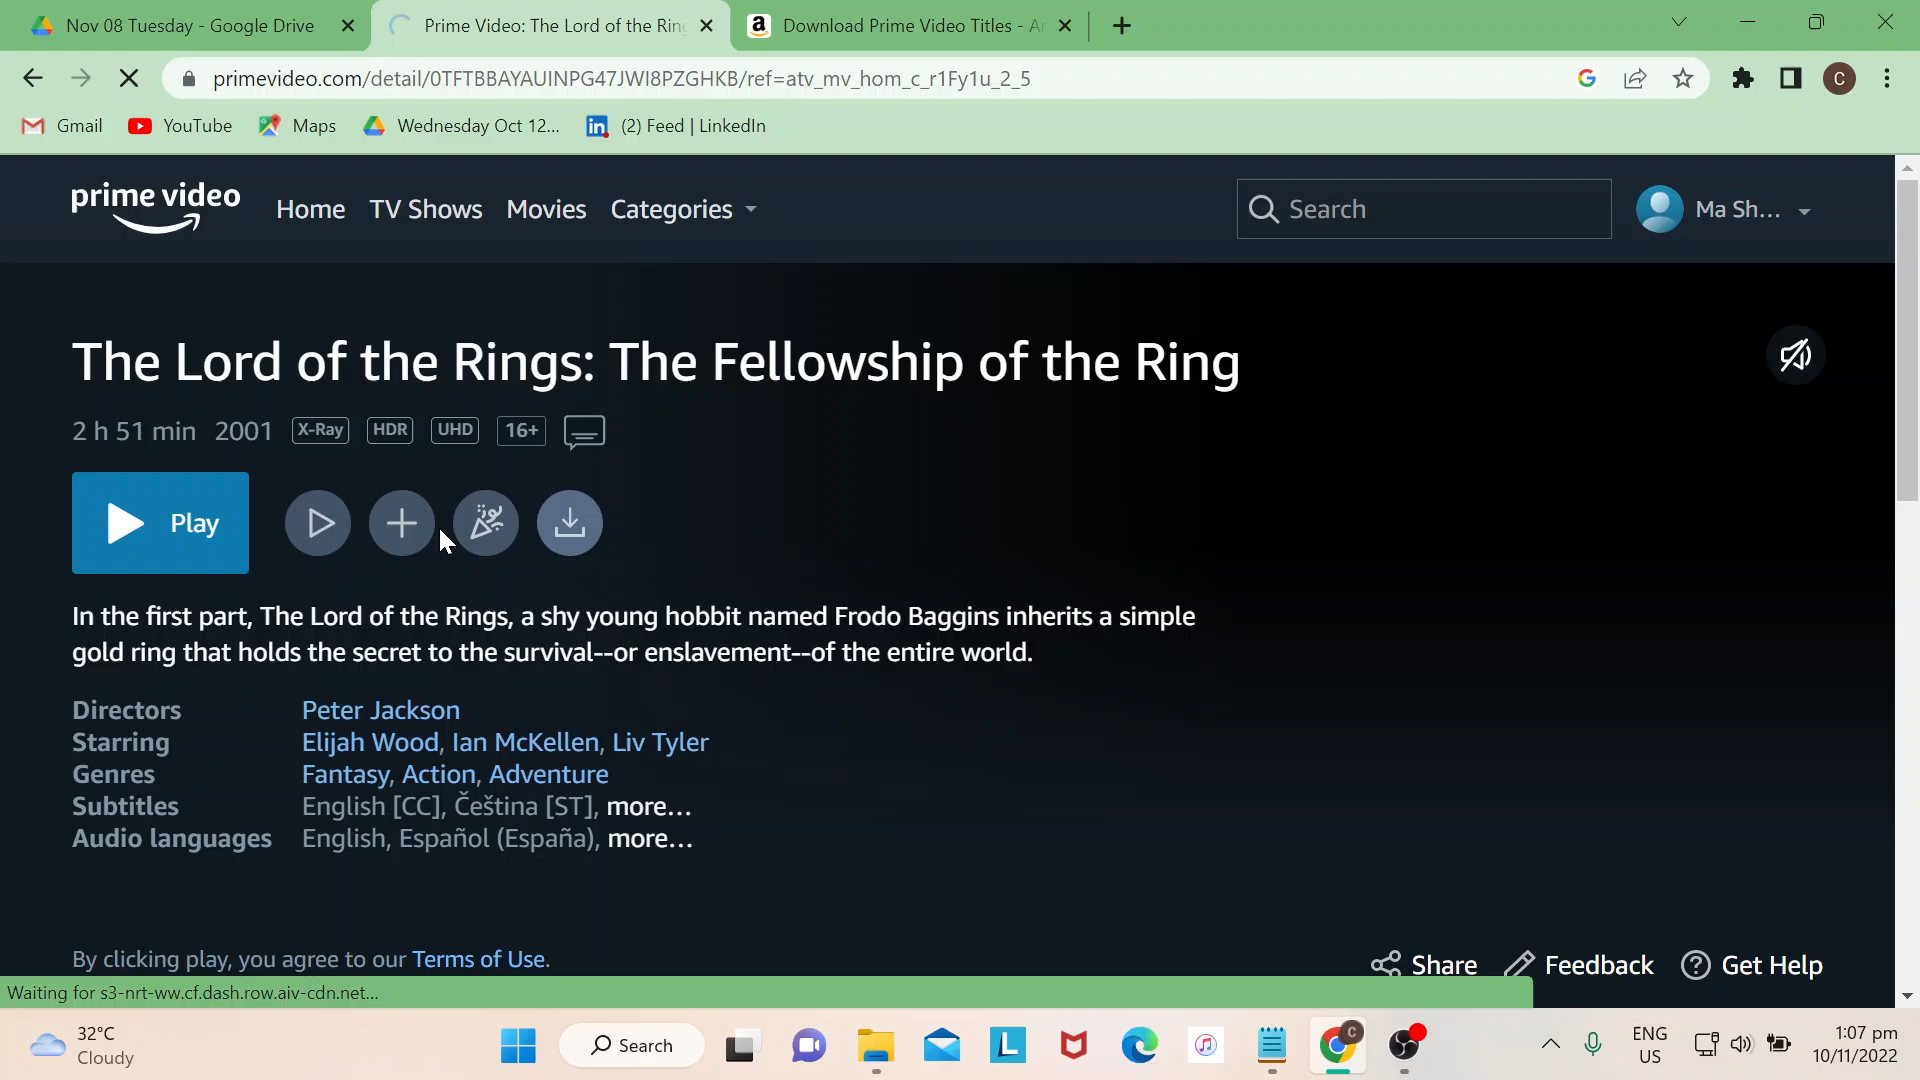 Nov 08 Tuesday - Google Drive
Prime Video: The Lord of the Rin
Download Prime Video Titles - A
primevideo.com/detail/0TFTBBAYAUINPG47JWI8PZGHKB/ref=atv_mv_hom_c_r1Fy1u_2_5
C
Gmail
YouTube
Maps
Wednesday Oct 12...
(2) Feed | LinkedIn
prime video
Home
TV Shows
Movies
Categories
Search
Ma Sh...
The Lord of the Rings: The Fellowship of the Ring
2 h 51 min 2001 X-Ray HDR UHD 16+
Play
In the first part, The Lord of the Rings, a shy young hobbit named Frodo Baggins inherits a simple
gold ring that holds the secret to the survival--or enslavement--of the entire world.
Directors Peter Jackson
Starring Elijah Wood, Ian McKellen, Liv Tyler
Genres Fantasy, Action, Adventure
Subtitles English [CC], Čeština [ST], more...
Audio languages English, Español (España), more...
By clicking play, you agree to our Terms of Use.
Share
Feedback
Get Help
Waiting for s3-nrt-ww.cf.dash.row.aiv-cdn.net...
32°C
Cloudy
Search
ENG
US
1:07 pm
10/11/2022